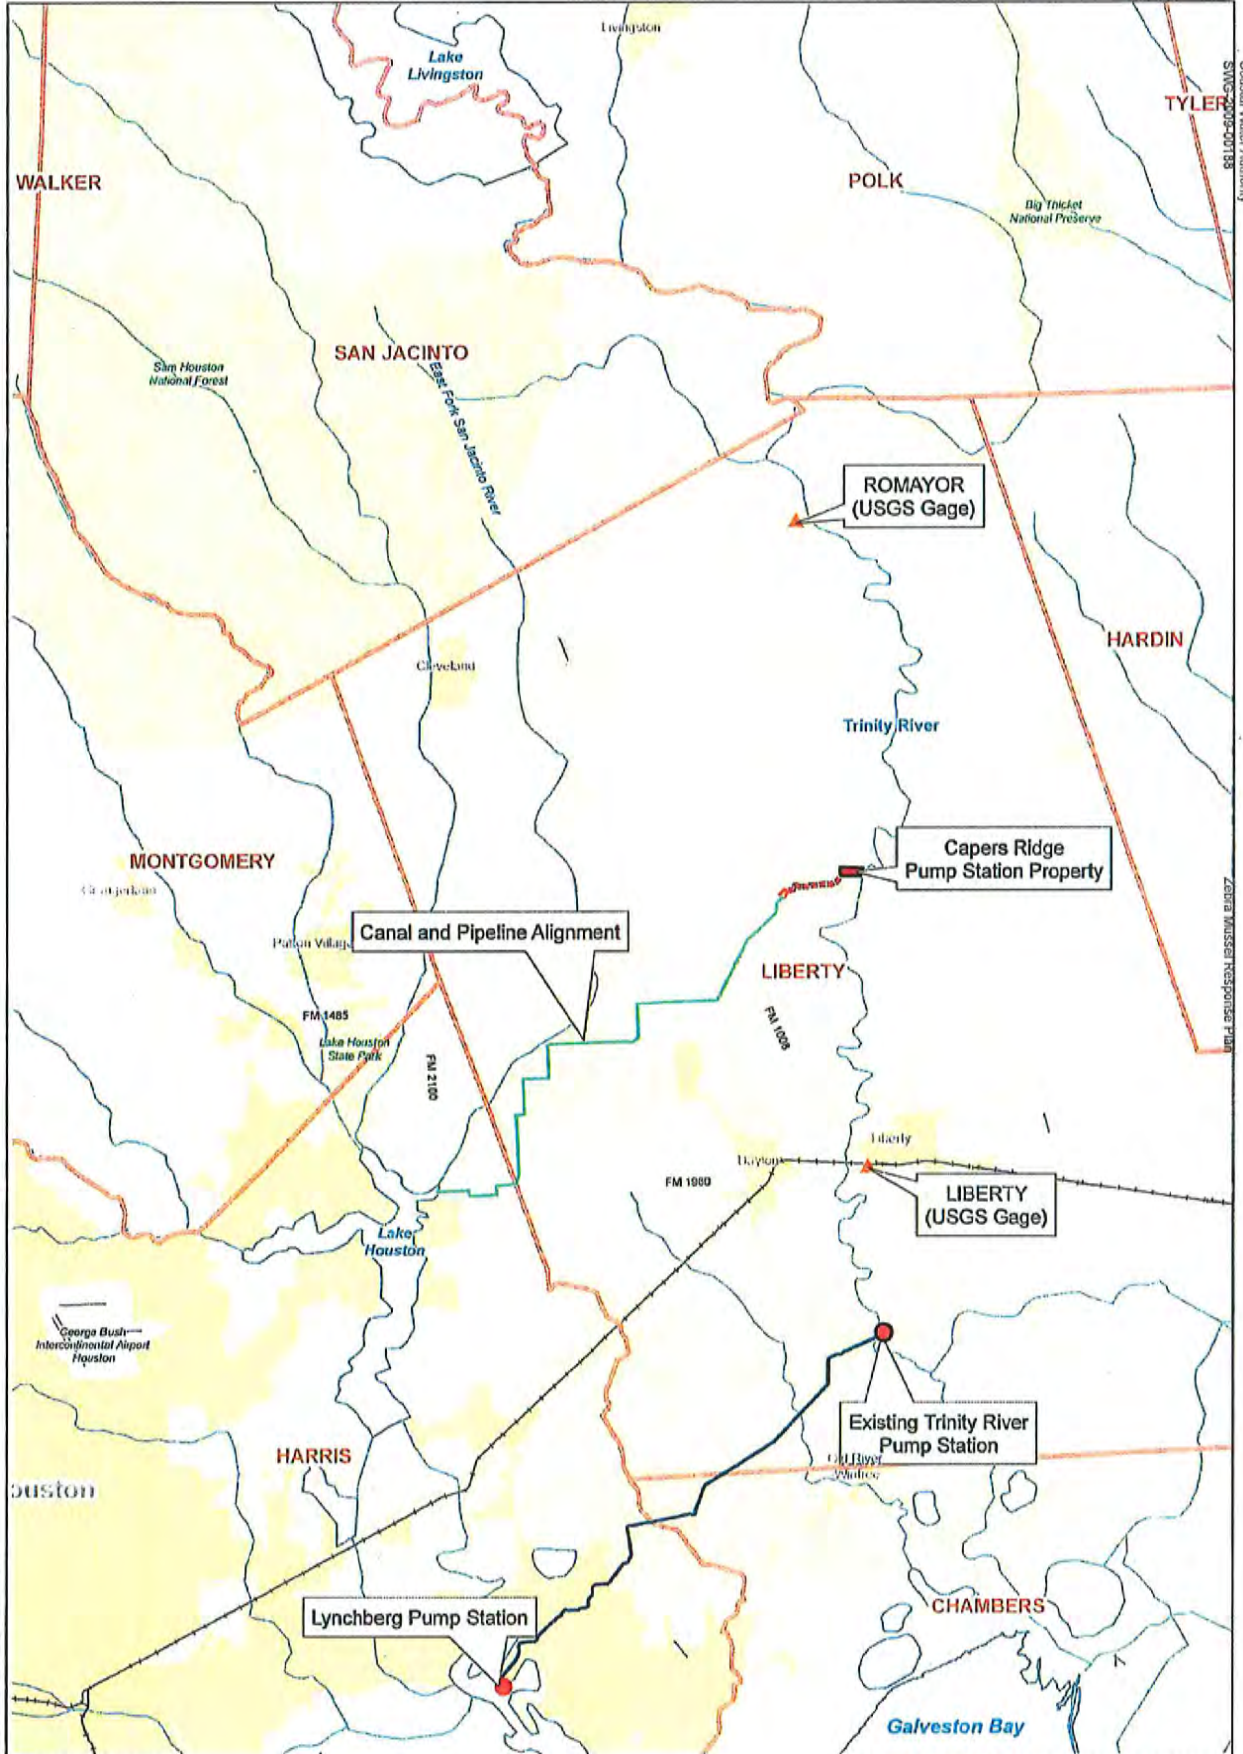 Livingston
Lake
Livingston
TYLER
SWG-2009-00188
WALKER
POLK
Big Thicket
National Preserve
SAN JACINTO
Sam Houston
National Forest
East Fork San Jacinto River
ROMAYOR
(USGS Gage)
HARDIN
Cleveland
Trinity River
Capers Ridge
Pump Station Property
MONTGOMERY
Zebra Mussel Response Plan
Canal and Pipeline Alignment
Patton Village
LIBERTY
FM 1485
FM 1008
Lake Houston
State Park
FM 2100
Liberty
Dayton
FM 1960
LIBERTY
(USGS Gage)
Lake
Houston
George Bush
Intercontinental Airport
Houston
Existing Trinity River
Pump Station
Old River
Winfree
HARRIS
ouston
CHAMBERS
Lynchberg Pump Station
Galveston Bay